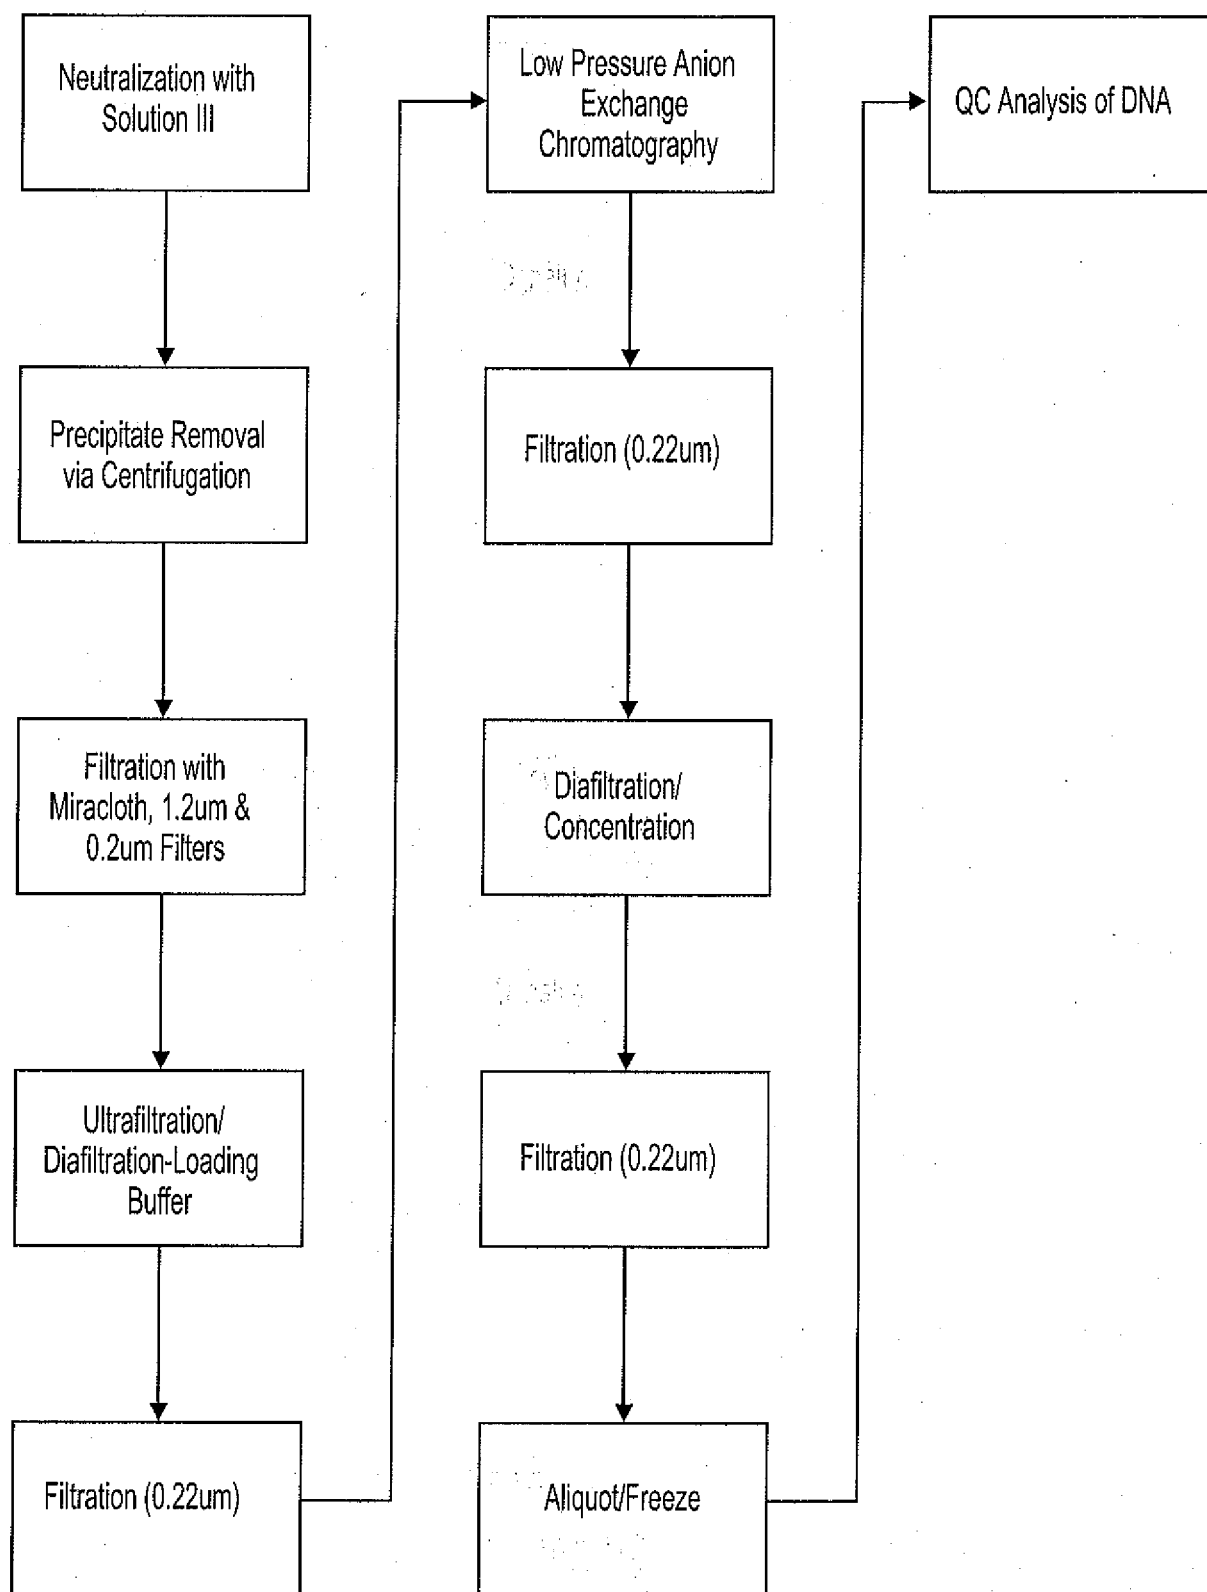 Neutralization with
Solution III
Precipitate Removal
via Centrifugation
Filtration with
Miracloth, 1.2um &
0.2um Filters
Ultrafiltration/
Diafiltration-Loading
Buffer
Filtration (0.22um)
Low Pressure Anion
Exchange
Chromatography
Filtration (0.22um)
Diafiltration/
Concentration
Filtration (0.22um)
Aliquot/Freeze
QC Analysis of DNA